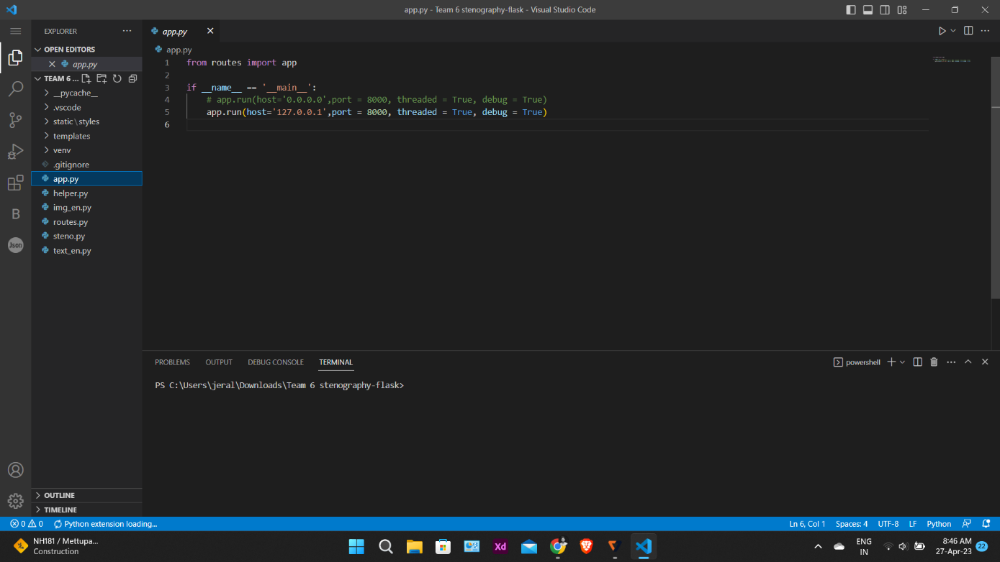 app.py - Team 6 stenography-flask - Visual Studio Code
EXPLORER
OPEN EDITORS
app.py
TEAM 6 ...
__pycache__
.vscode
static\styles
templates
venv
.gitignore
app.py
helper.py
img_en.py
routes.py
steno.py
text_en.py
OUTLINE
TIMELINE
B
Json
app.py
app.py
1 from routes import app
2
3 if __name__ == '__main__':
4 # app.run(host='0.0.0.0',port = 8000, threaded = True, debug = True)
5 app.run(host='127.0.0.1',port = 8000, threaded = True, debug = True)
6
PROBLEMS OUTPUT DEBUG CONSOLE TERMINAL
powershell
PS C:\Users\jeral\Downloads\Team 6 stenography-flask>
0 0 Python extension loading...
Ln 6, Col 1 Spaces: 4 UTF-8 LF Python
NH181 / Mettupa...
Construction
Xd
ENG
IN
8:46 AM
27-Apr-23
22